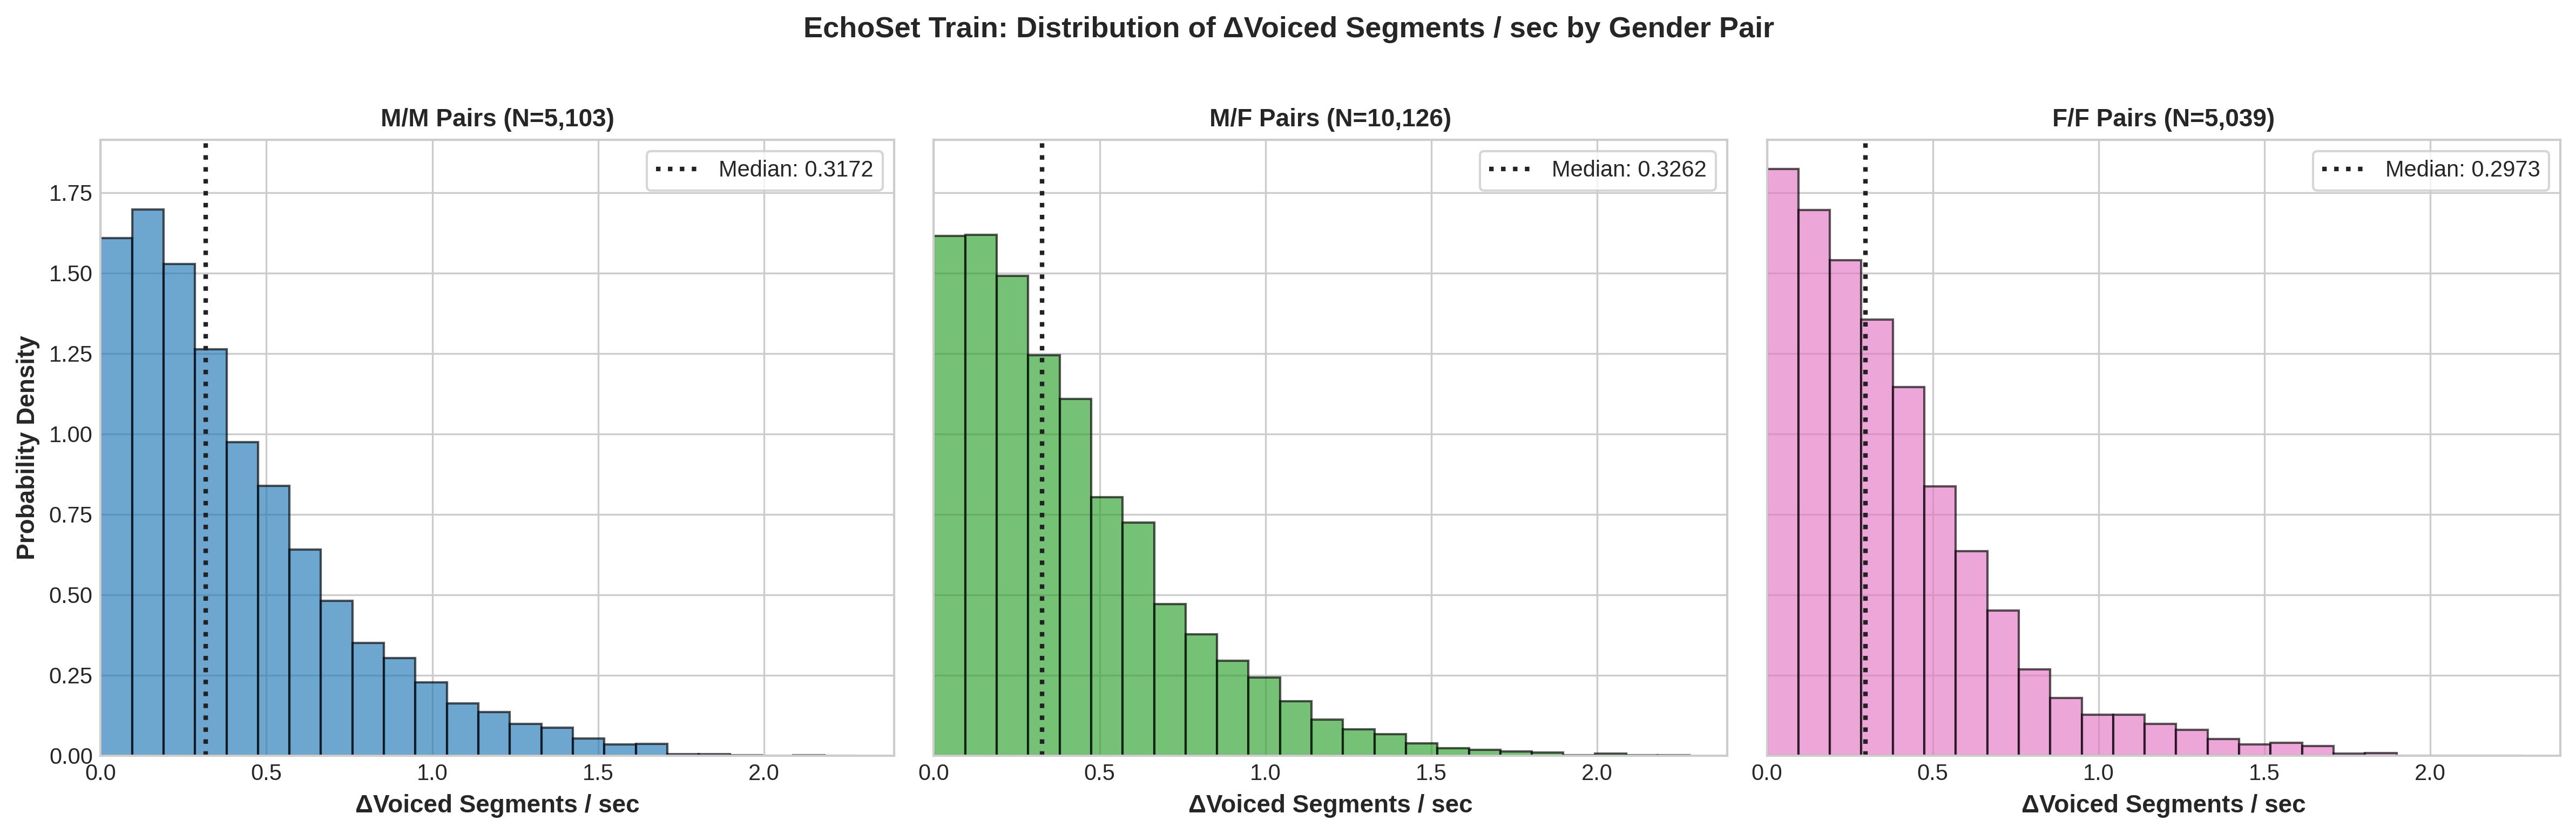 EchoSet Train: Distribution of ΔVoiced Segments / sec by Gender Pair
M/M Pairs (N=5,103)
Median: 0.3172
Probability Density
1.75
1.50
1.25
1.00
0.75
0.50
0.25
0.00
0.0 0.5 1.0 1.5 2.0
ΔVoiced Segments / sec
M/F Pairs (N=10,126)
Median: 0.3262
0.0 0.5 1.0 1.5 2.0
ΔVoiced Segments / sec
F/F Pairs (N=5,039)
Median: 0.2973
0.0 0.5 1.0 1.5 2.0
ΔVoiced Segments / sec